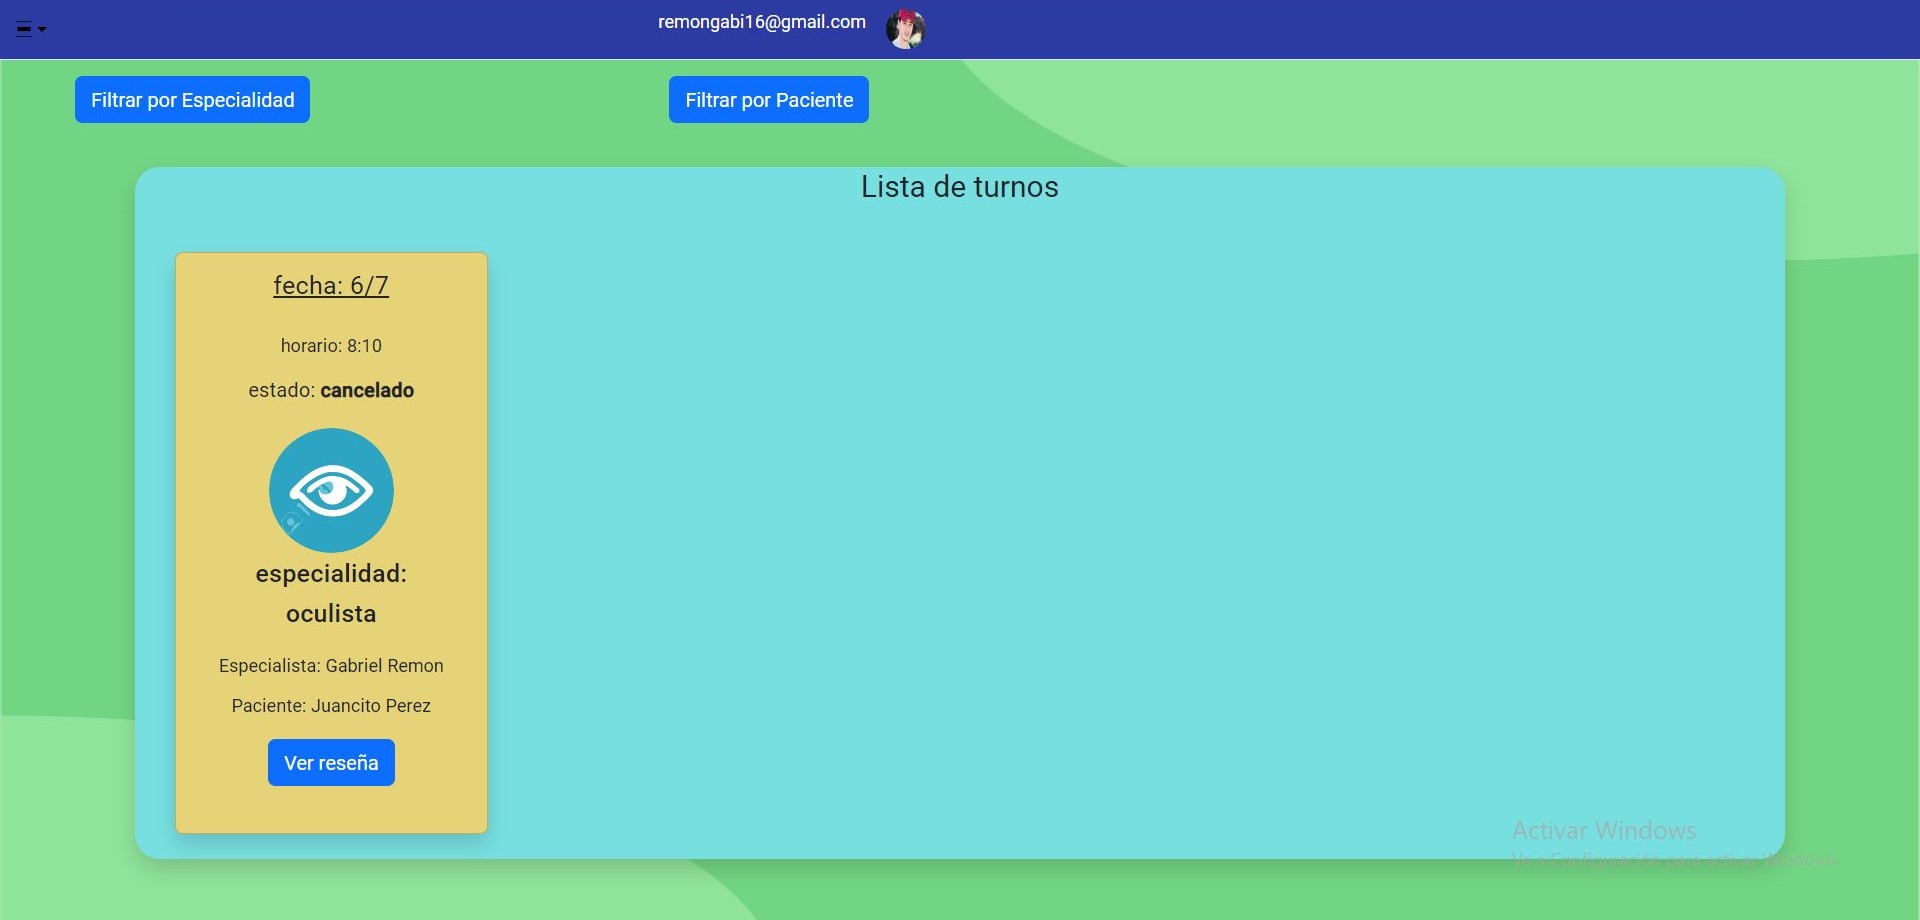 remongabi16@gmail.com
Filtrar por Especialidad
Filtrar por Paciente
Lista de turnos
fecha: 6/7
horario: 8:10
estado: cancelado
especialidad:
oculista
Especialista: Gabriel Remon
Paciente: Juancito Perez
Ver reseña
Activar Windows
Ve a Configuración para activar Windows.